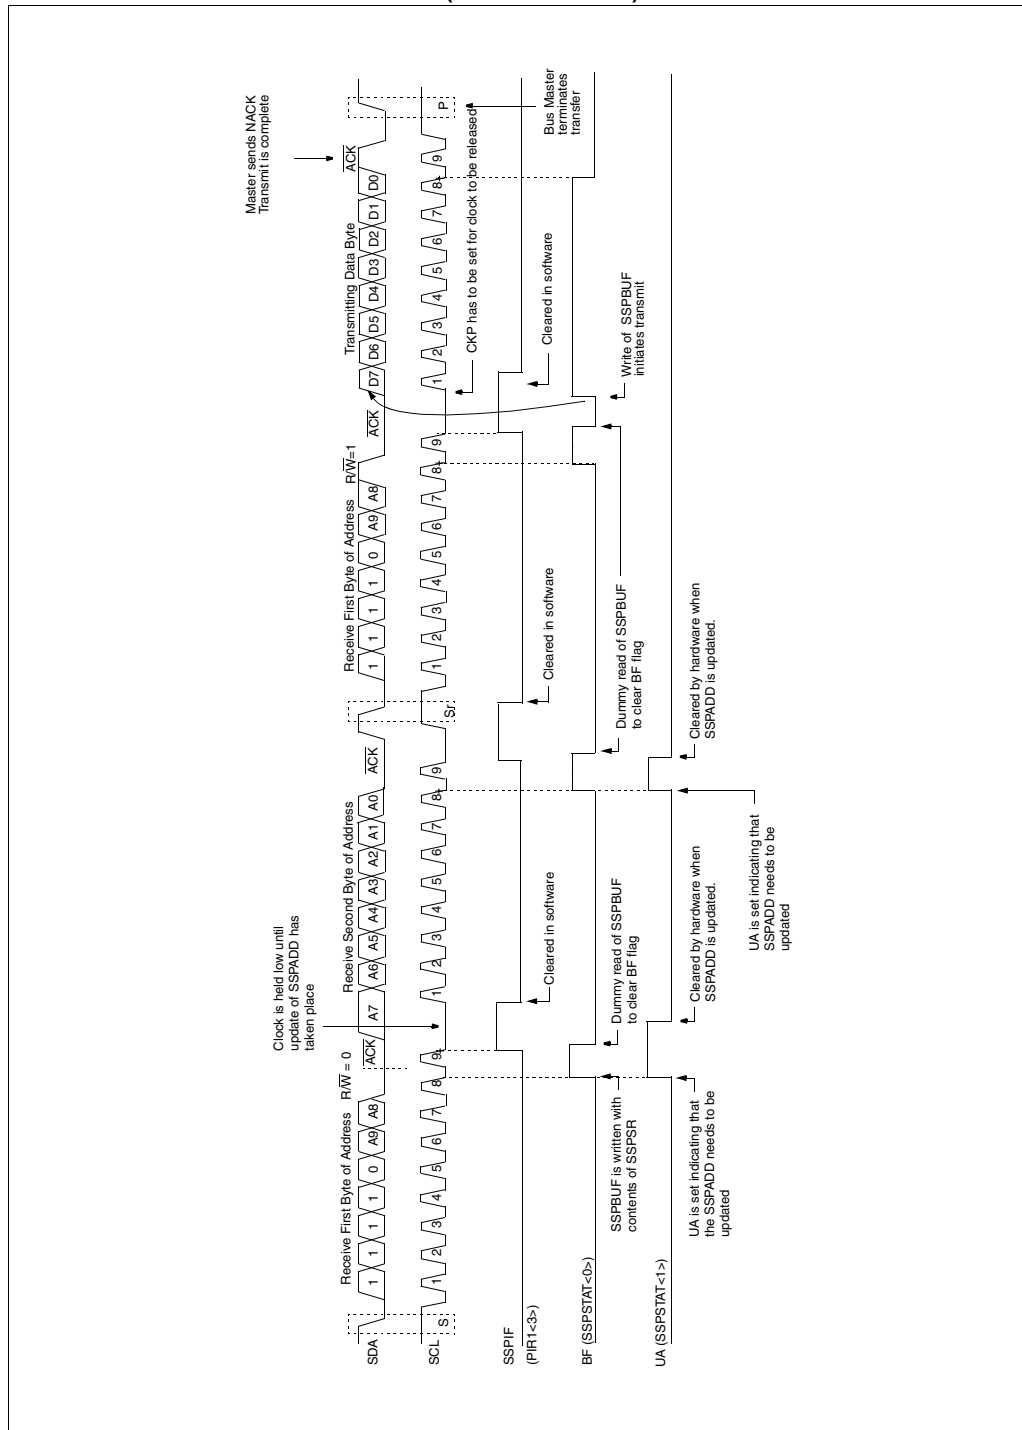 Master sends NACK
Transmit is complete
Receive First Byte of Address
R/W = 0
ACK
Receive Second Byte of Address
ACK
Receive First Byte of Address
R/W=1
ACK
Transmitting Data Byte
ACK
SDA
1 1 1 1 0 A9 A8
A7 A6 A5 A4 A3 A2 A1 A0
1 1 1 1 0 A9 A8
D7 D6 D5 D4 D3 D2 D1 D0
SCL
S
1 2 3 4 5 6 7 8 9
1 2 3 4 5 6 7 8 9
Sr
1 2 3 4 5 6 7 8 9
1 2 3 4 5 6 7 8 9
P
Clock is held low until
update of SSPADD has
taken place
CKP has to be set for clock to be released
Bus Master
terminates
transfer
SSPIF
(PIR1<3>)
Cleared in software
Cleared in software
Cleared in software
BF (SSPSTAT<0>)
SSPBUF is written with
contents of SSPSR
Dummy read of SSPBUF
to clear BF flag
Dummy read of SSPBUF
to clear BF flag
Write of SSPBUF
initiates transmit
UA (SSPSTAT<1>)
UA is set indicating that
the SSPADD needs to be
updated
Cleared by hardware when
SSPADD is updated.
UA is set indicating that
SSPADD needs to be
updated
Cleared by hardware when
SSPADD is updated.